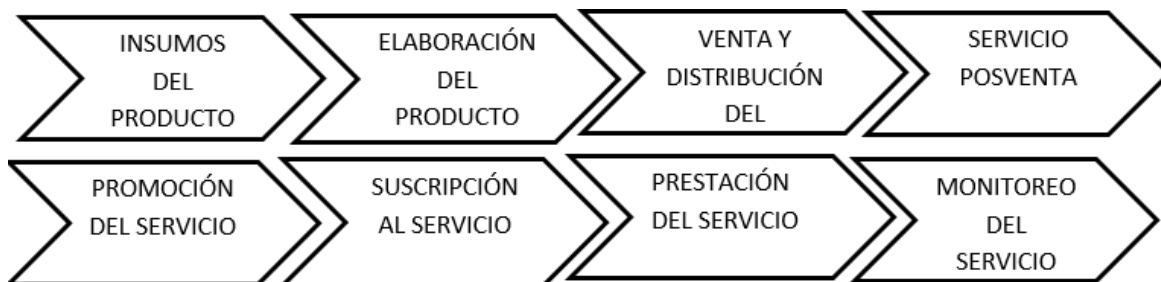 INSUMOS
DEL
PRODUCTO
ELABORACIÓN
DEL
PRODUCTO
VENTA Y
DISTRIBUCIÓN
DEL
SERVICIO
POSVENTA
PROMOCIÓN
DEL SERVICIO
SUSCRIPCIÓN
AL SERVICIO
PRESTACIÓN
DEL SERVICIO
MONITOREO
DEL
SERVICIO